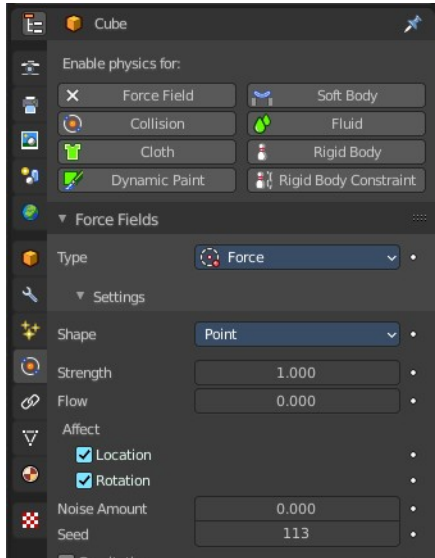 Cube
Enable physics for:
Force Field Soft Body
Collision Fluid
Cloth Rigid Body
Dynamic Paint Rigid Body Constraint
Force Fields
Type Force
Settings
Shape Point
Strength 1.000
Flow 0.000
Affect
Location
Rotation
Noise Amount 0.000
Seed 113